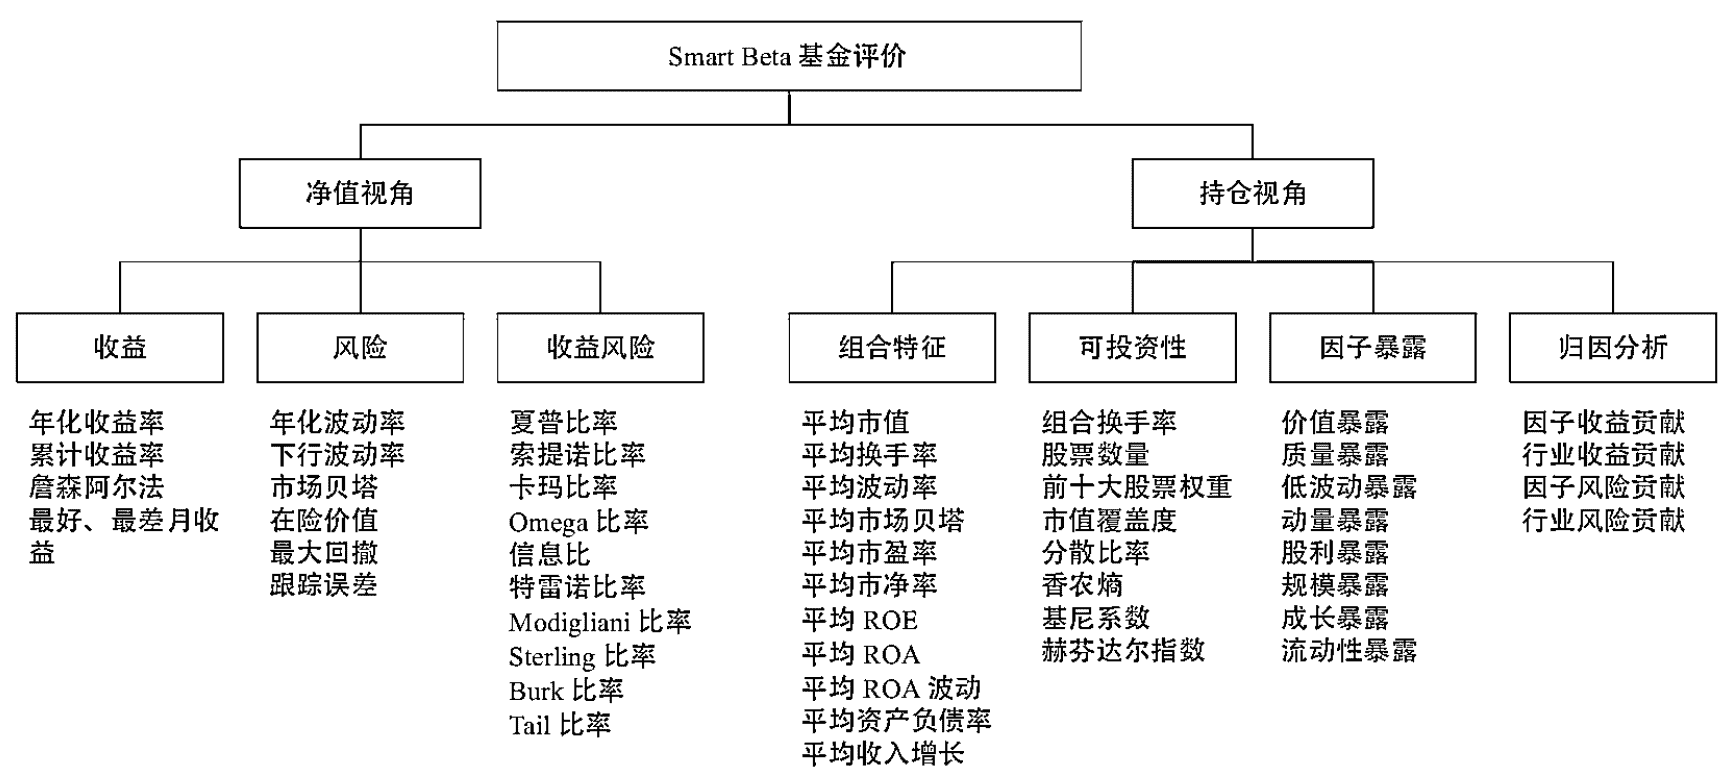 Smart Beta 基金评价
净值视角
持仓视角
收益
风险
收益风险
组合特征
可投资性
因子暴露
归因分析
年化收益率
累计收益率
詹森阿尔法
最好、最差月收
益
年化波动率
下行波动率
市场贝塔
在险价值
最大回撤
跟踪误差
夏普比率
索提诺比率
卡玛比率
Omega 比率
信息比
特雷诺比率
Modigliani 比率
Sterling 比率
Burk 比率
Tail 比率
平均市值
平均换手率
平均波动率
平均市场贝塔
平均市盈率
平均市净率
平均 ROE
平均 ROA
平均 ROA 波动
平均资产负债率
平均收入增长
组合换手率
股票数量
前十大股票权重
市值覆盖度
分散比率
香农熵
基尼系数
赫芬达尔指数
价值暴露
质量暴露
低波动暴露
动量暴露
股利暴露
规模暴露
成长暴露
流动性暴露
因子收益贡献
行业收益贡献
因子风险贡献
行业风险贡献